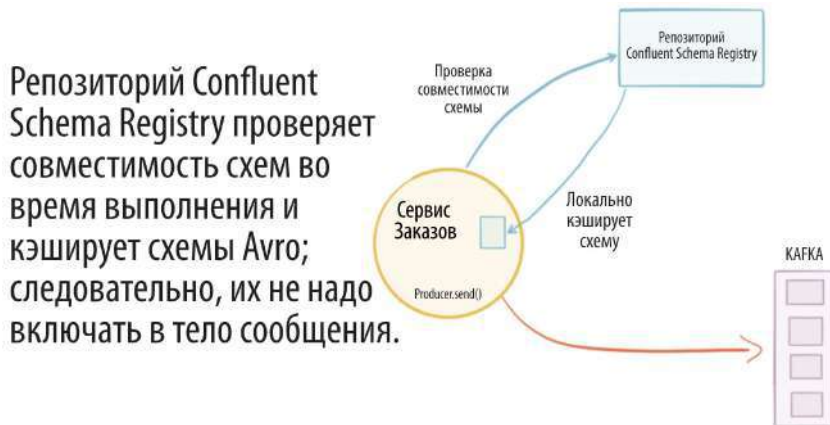 Репозиторий Confluent
Schema Registry проверяет
совместимость схем во
время выполнения и
кэширует схемы Avro;
следовательно, их не надо
включать в тело сообщения.
Репозиторий
Confluent Schema Registry
Проверка
совместимости
схемы
Локально
кэширует
схему
Сервис
Заказов
Producer.send()
KAFKA